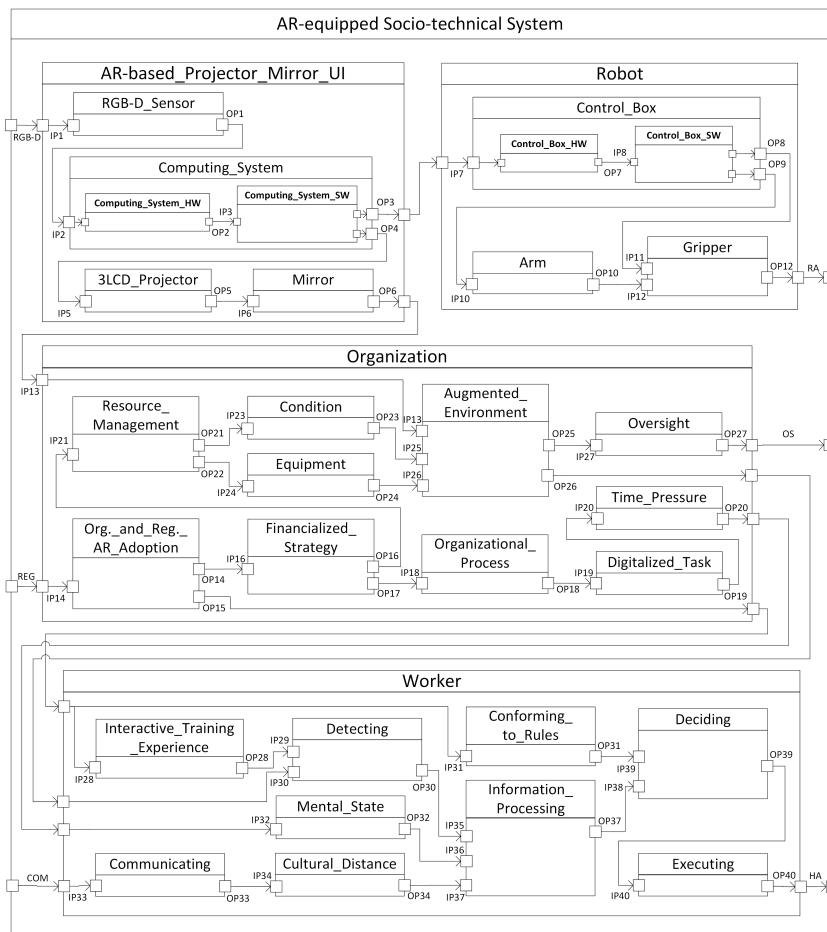 AR-equipped Socio-technical System
AR-based_Projector_Mirror_UI
RGB-D_Sensor
OP1
RGB-D
IP1
Computing_System
Computing_System_HW
Computing_System_SW
IP3
OP2
IP2
OP3
OP4
3LCD_Projector
Mirror
OP5
OP6
IP5
IP6
Robot
Control_Box
Control_Box_HW
Control_Box_SW
IP7
IP8
OP7
OP8
OP9
Arm
Gripper
IP11
OP10
IP10
IP12
OP12
RA
Organization
IP13
Resource_
Management
IP21
OP21
OP22
IP23
Condition
OP23
Equipment
IP24
OP24
Augmented_
Environment
IP13
IP25
IP26
OP25
OP26
Oversight
IP27
OP27
OS
Time_Pressure
IP20
OP20
Org._and_Reg._
AR_Adoption
REG
IP14
OP14
OP15
Financialized_
Strategy
IP16
OP16
OP17
Organizational_
Process
IP18
OP18
Digitalized_Task
IP19
OP19
Worker
Interactive_Training
_Experience
IP28
OP28
Detecting
IP29
IP30
OP30
Conforming_
to_Rules
IP31
OP31
Deciding
IP39
IP38
OP39
Mental_State
IP32
OP32
Information_
Processing
IP35
IP36
IP37
OP37
Communicating
COM
IP33
OP33
Cultural_Distance
IP34
OP34
Executing
IP40
OP40
HA